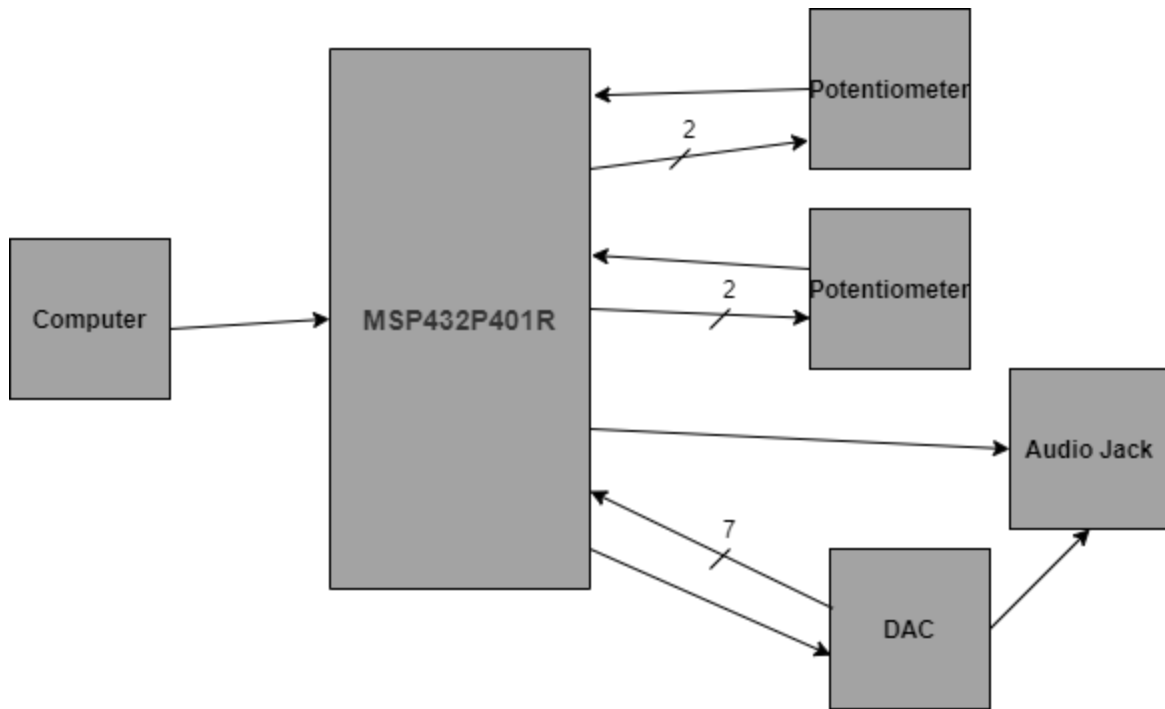 Potentiometer
2
Computer
MSP432P401R
2
Potentiometer
Audio Jack
7
DAC